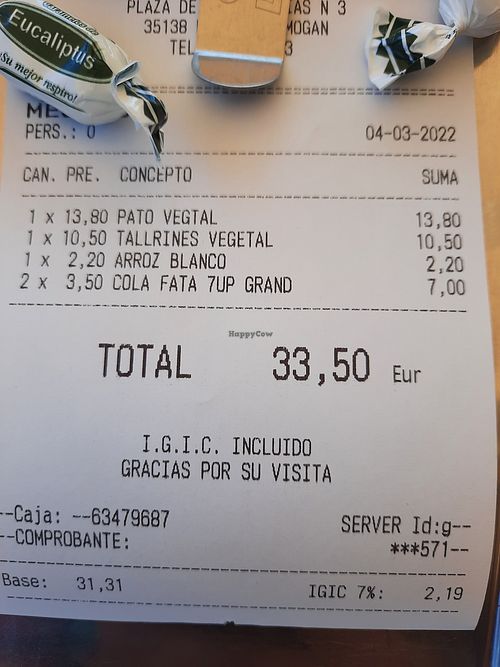 PLAZA DE
AS N 3
35138
MOGAN
TEL
3
Eucaliptus
¡Su mejor respiro!
PERS.: 0
04-03-2022
CAN. PRE. CONCEPTO SUMA
1 x 13,80 PATO VEGTAL 13,80
1 x 10,50 TALLRINES VEGETAL 10,50
1 x 2,20 ARROZ BLANCO 2,20
2 x 3,50 COLA FATA 7UP GRAND 7,00
HappyCow
TOTAL 33,50 Eur
I.G.I.C. INCLUIDO
GRACIAS POR SU VISITA
--Caja: --63479687
SERVER Id:g--
--COMPROBANTE:
***571--
Base: 31,31 IGIC 7%: 2,19